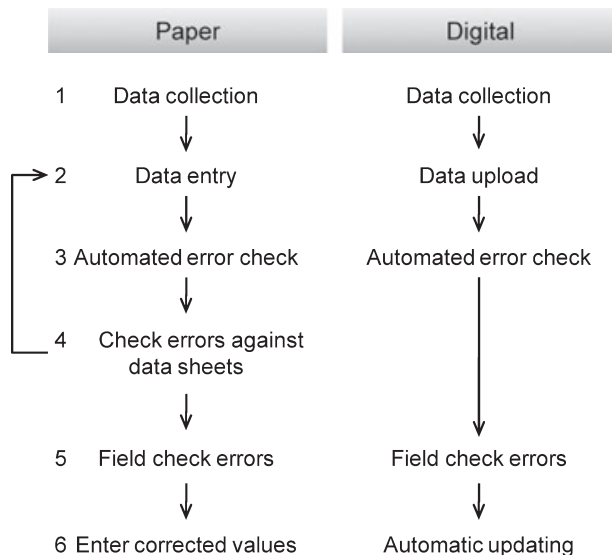 Paper Digital
1 Data collection Data collection
2 Data entry Data upload
3 Automated error check Automated error check
4 Check errors against
data sheets
5 Field check errors Field check errors
6 Enter corrected values Automatic updating